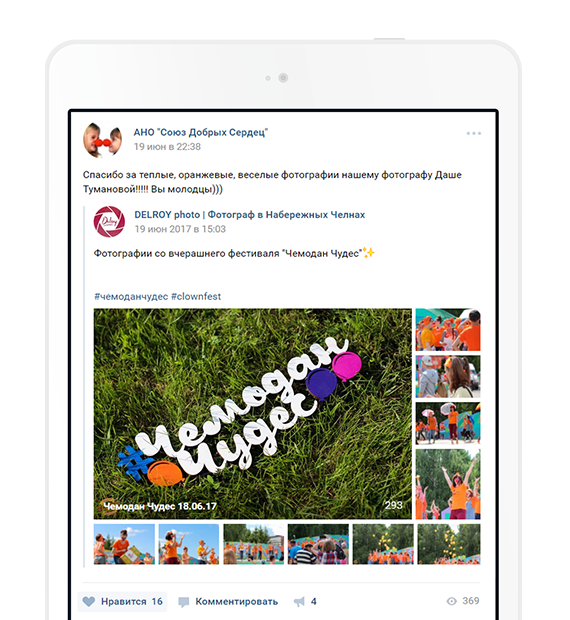 АНО "Союз Добрых Сердец"
19 июн в 22:38
Спасибо за теплые, оранжевые, веселые фотографии нашему фотографу Даше
Тумановой!!!!! Вы молодцы)))
DELROY photo | Фотограф в Набережных Челнах
19 июня 2017 в 15:03
Фотографии со вчерашнего фестиваля "Чемодан Чудес"✨
#чемоданчудес #clownfest
#Чемодан
Чудес
Чемодан Чудес 18.06.17
293
Нравится 16
Комментировать
4
369